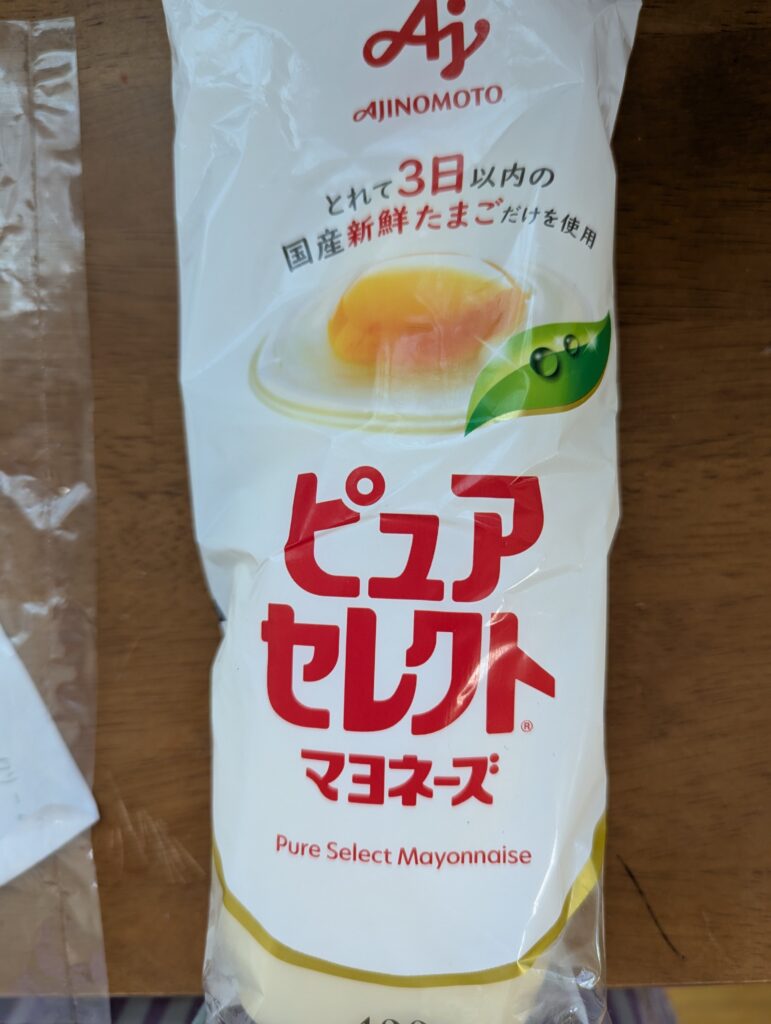 Aj
AJINOMOTO
とれて3日以内の
国産新鮮たまごだけを使用
ピュア
セレクト®
マヨネーズ
Pure Select Mayonnaise